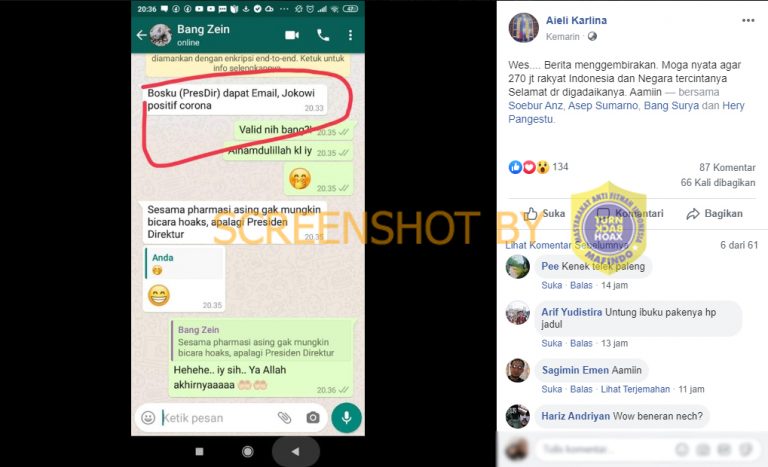 20:36
Bang Zein
online
diamankan dengan enkripsi end-to-end. Ketuk untuk
info selengkapnya.
Bosku (PresDir) dapat Email, Jokowi
positif corona
20.33
Valid nih bang?!
20.35
Alhamdulillah kl iy
20.35
20.35
Sesama pharmasi asing gak mungkin
bicara hoaks, apalagi Presiden
Direktur
20.35
Anda
20.35
Bang Zein
Sesama pharmasi asing gak mungkin
bicara hoaks, apalagi Presiden Direktur
Hehehe.. iy sih.. Ya Allah
akhirnyaaaaa
20.36
Ketik pesan
SCREENSHOT BY
Aieli Karlina
Kemarin ·
Wes.... Berita menggembirakan. Moga nyata agar
270 jt rakyat Indonesia dan Negara tercintanya
Selamat dr digadaikanya. Aamiin — bersama
Soebur Anz, Asep Sumarno, Bang Surya dan Hery
Pangestu.
134
87 Komentar
66 Kali dibagikan
Suka
Komentari
Bagikan
MASYARAKAT ANTI FITNAH INDONESIA
TURN
BACK
HOAX
MAFINDO
Lihat Komentar Sebelumnya
6 dari 61
Pee Kenek telek paleng
Suka · Balas · 14 jam
Arif Yudistira Untung ibuku pakenya hp
jadul
Suka · Balas · 13 jam
Sagimin Emen Aamiin
Suka · Balas · Lihat Terjemahan · 11 jam
Hariz Andriyan Wow beneran nech?
Tulis komentar...